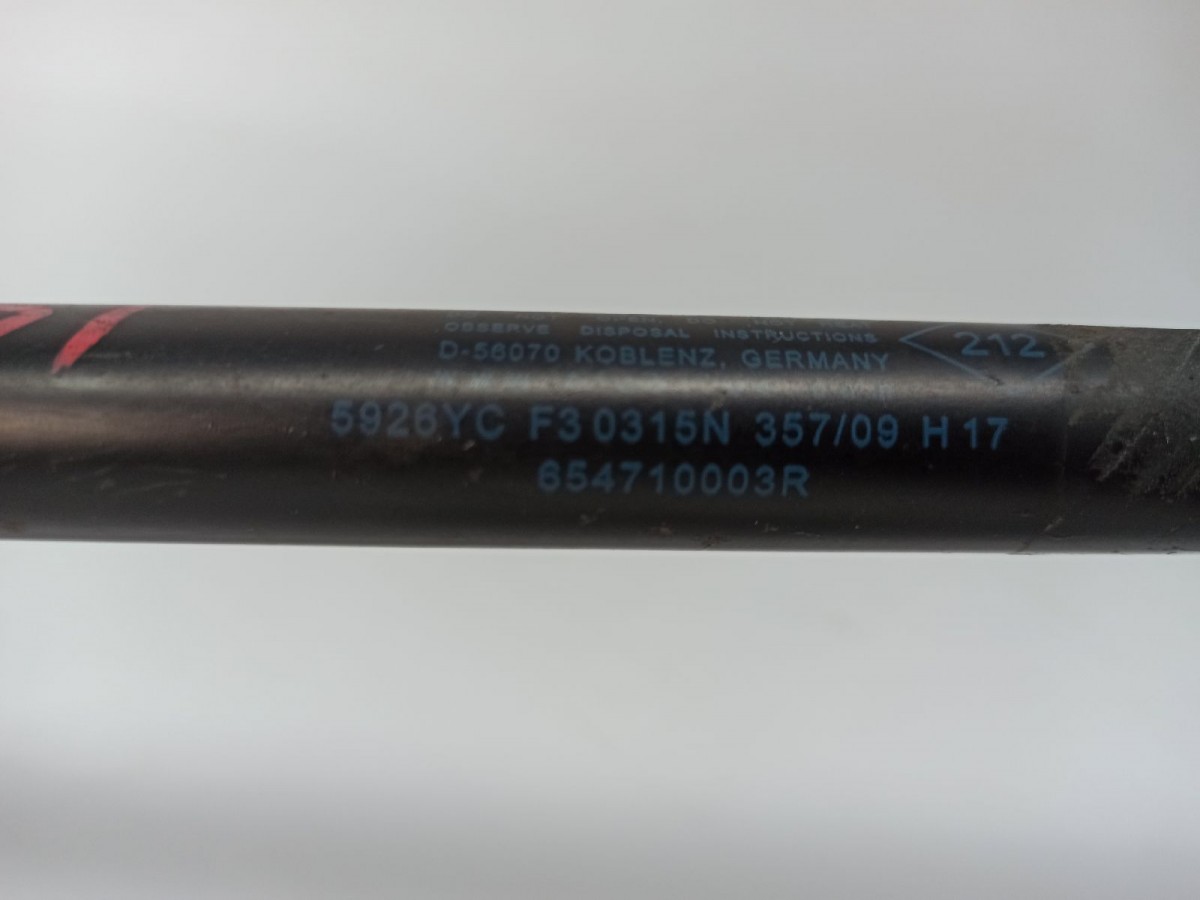 OBSERVE DISPOSAL INSTRUCTIONS
D-56070 KOBLENZ, GERMANY
212
5926YC F3 0315N 357/09 H 17
654710003R